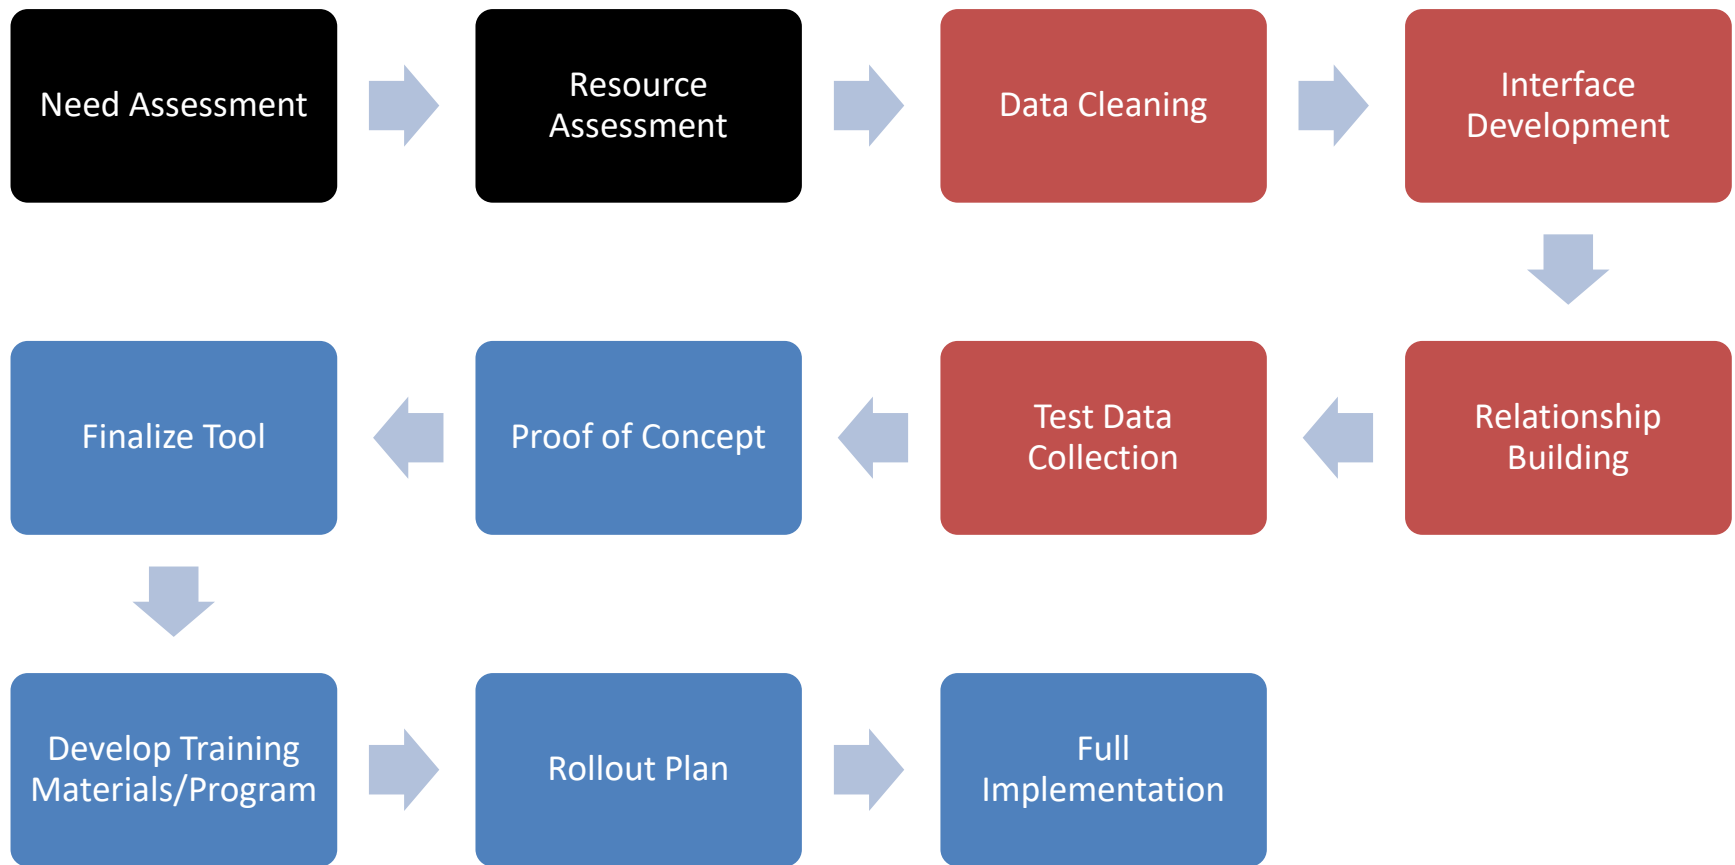 Need Assessment
Resource
Assessment
Data Cleaning
Interface
Development
Relationship
Building
Test Data
Collection
Proof of Concept
Finalize Tool
Develop Training
Materials/Program
Rollout Plan
Full
Implementation